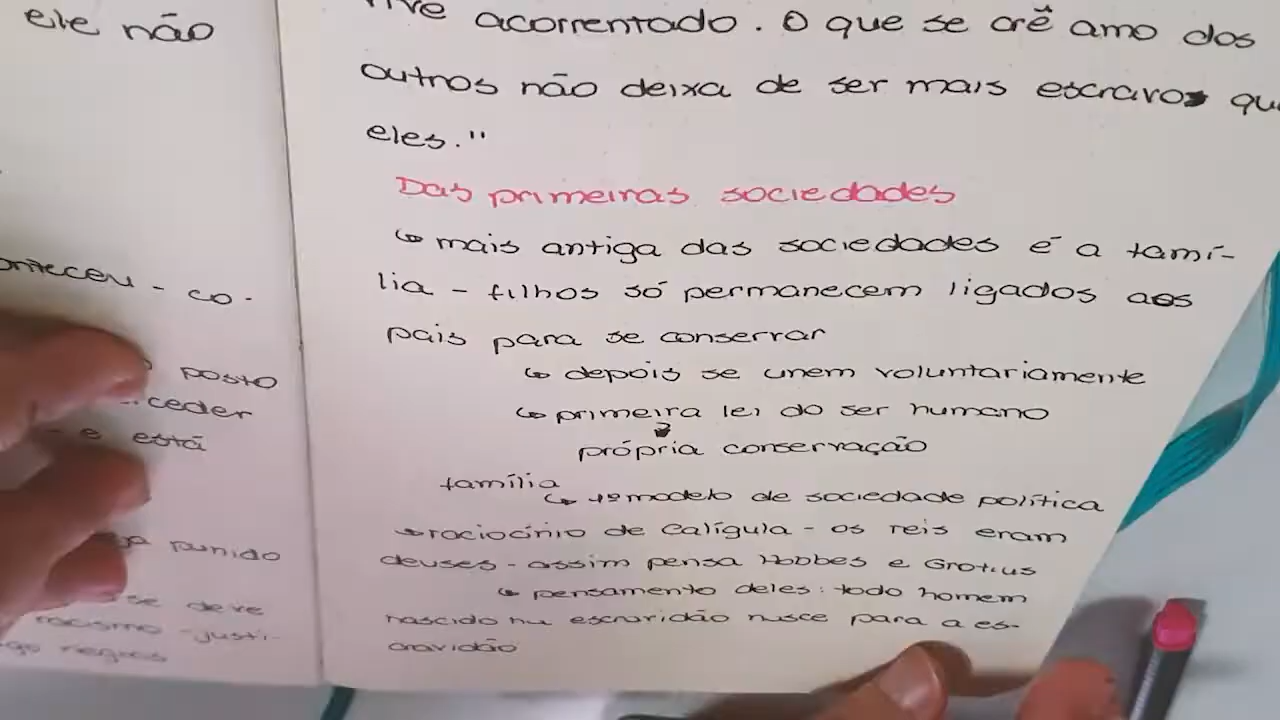 ele não
co-
posto
ceder
e está
punido
se deve
racismo - justi-
negros
vive acorrentado. O que se crê amo dos
outros não deixa de ser mais escravo que
eles."
Das primeiras sociedades
↳ mais antiga das sociedades é a famí-
lia - filhos só permanecem ligados aos
pais para se conservar
↳ depois se unem voluntariamente
↳ primeira lei do ser humano
própria conservação
família
↳ 1º modelo de sociedade política
↳ raciocínio de Calígula - os reis eram
deuses - assim pensa Hobbes e Grotius
↳ pensamento deles: todo homem
nascido na escravidão nasce para a es-
cravidão